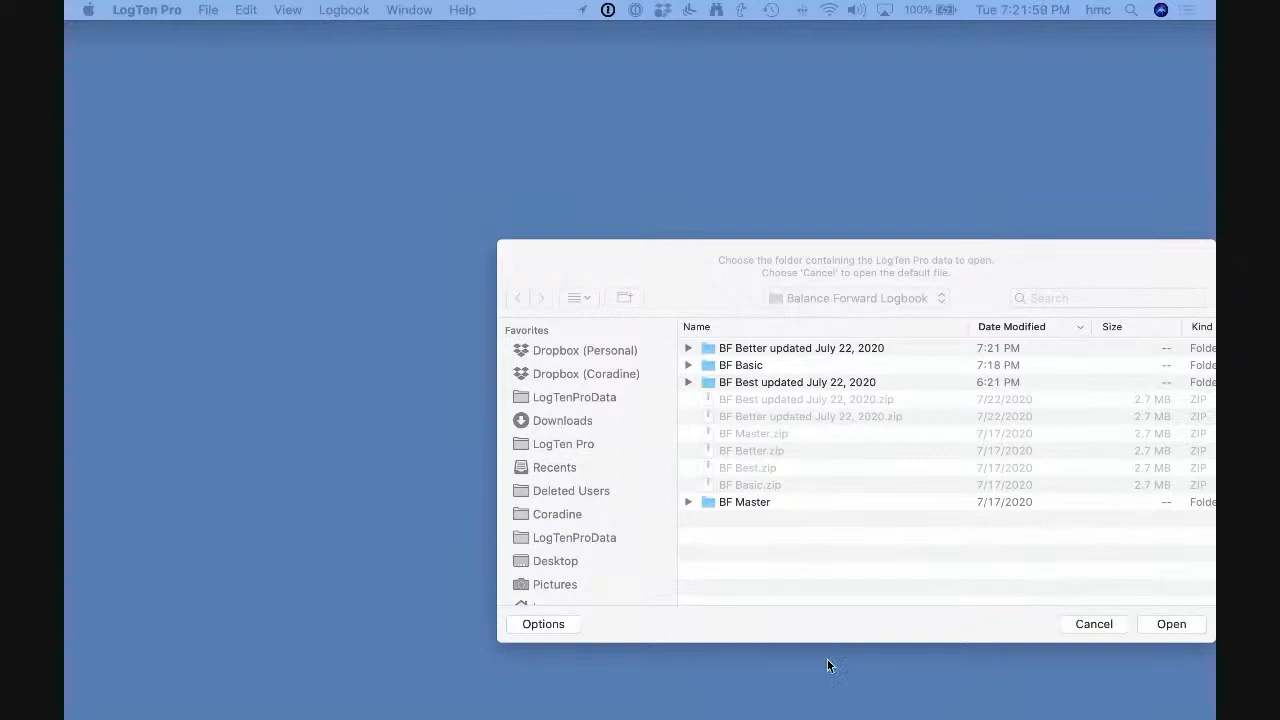 LogTen Pro File Edit View Logbook Window Help 100% Tue 7:21:58 PM hmc
Choose the folder containing the LogTen Pro data to open.
Choose 'Cancel' to open the default file.
Balance Forward Logbook Search
Favorites
Dropbox (Personal)
Dropbox (Coradine)
LogTenProData
Downloads
LogTen Pro
Recents
Deleted Users
Coradine
LogTenProData
Desktop
Pictures
Name Date Modified Size Kind
BF Better updated July 22, 2020 7:21 PM -- Folde
BF Basic 7:18 PM -- Folde
BF Best updated July 22, 2020 6:21 PM -- Folde
BF Best updated July 22, 2020.zip 7/22/2020 2.7 MB ZIP
BF Better updated July 22, 2020.zip 7/22/2020 2.7 MB ZIP
BF Master.zip 7/17/2020 2.7 MB ZIP
BF Better.zip 7/17/2020 2.7 MB ZIP
BF Best.zip 7/17/2020 2.7 MB ZIP
BF Basic.zip 7/17/2020 2.7 MB ZIP
BF Master 7/17/2020 -- Folde
Options Cancel Open